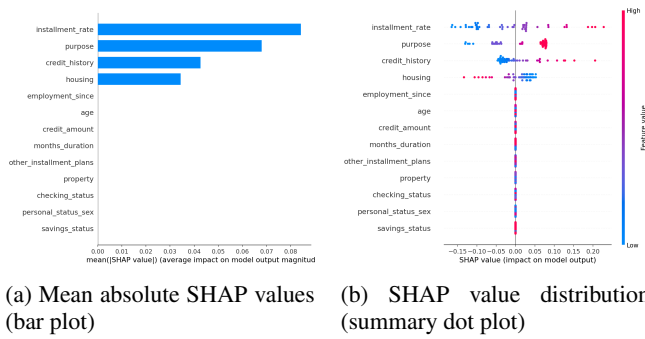 installment_rate
purpose
credit_history
housing
employment_since
age
credit_amount
months_duration
other_installment_plans
property
checking_status
personal_status_sex
savings_status
0.00 0.01 0.02 0.03 0.04 0.05 0.06 0.07 0.08
mean(|SHAP value|) (average impact on model output magnitud
(a) Mean absolute SHAP values
(bar plot)
High
installment_rate
purpose
credit_history
housing
employment_since
age
credit_amount
months_duration
other_installment_plans
property
checking_status
personal_status_sex
savings_status
Low
Feature value
−0.15 −0.10 −0.05 0.00 0.05 0.10 0.15 0.20
SHAP value (impact on model output)
(b) SHAP value distribution
(summary dot plot)